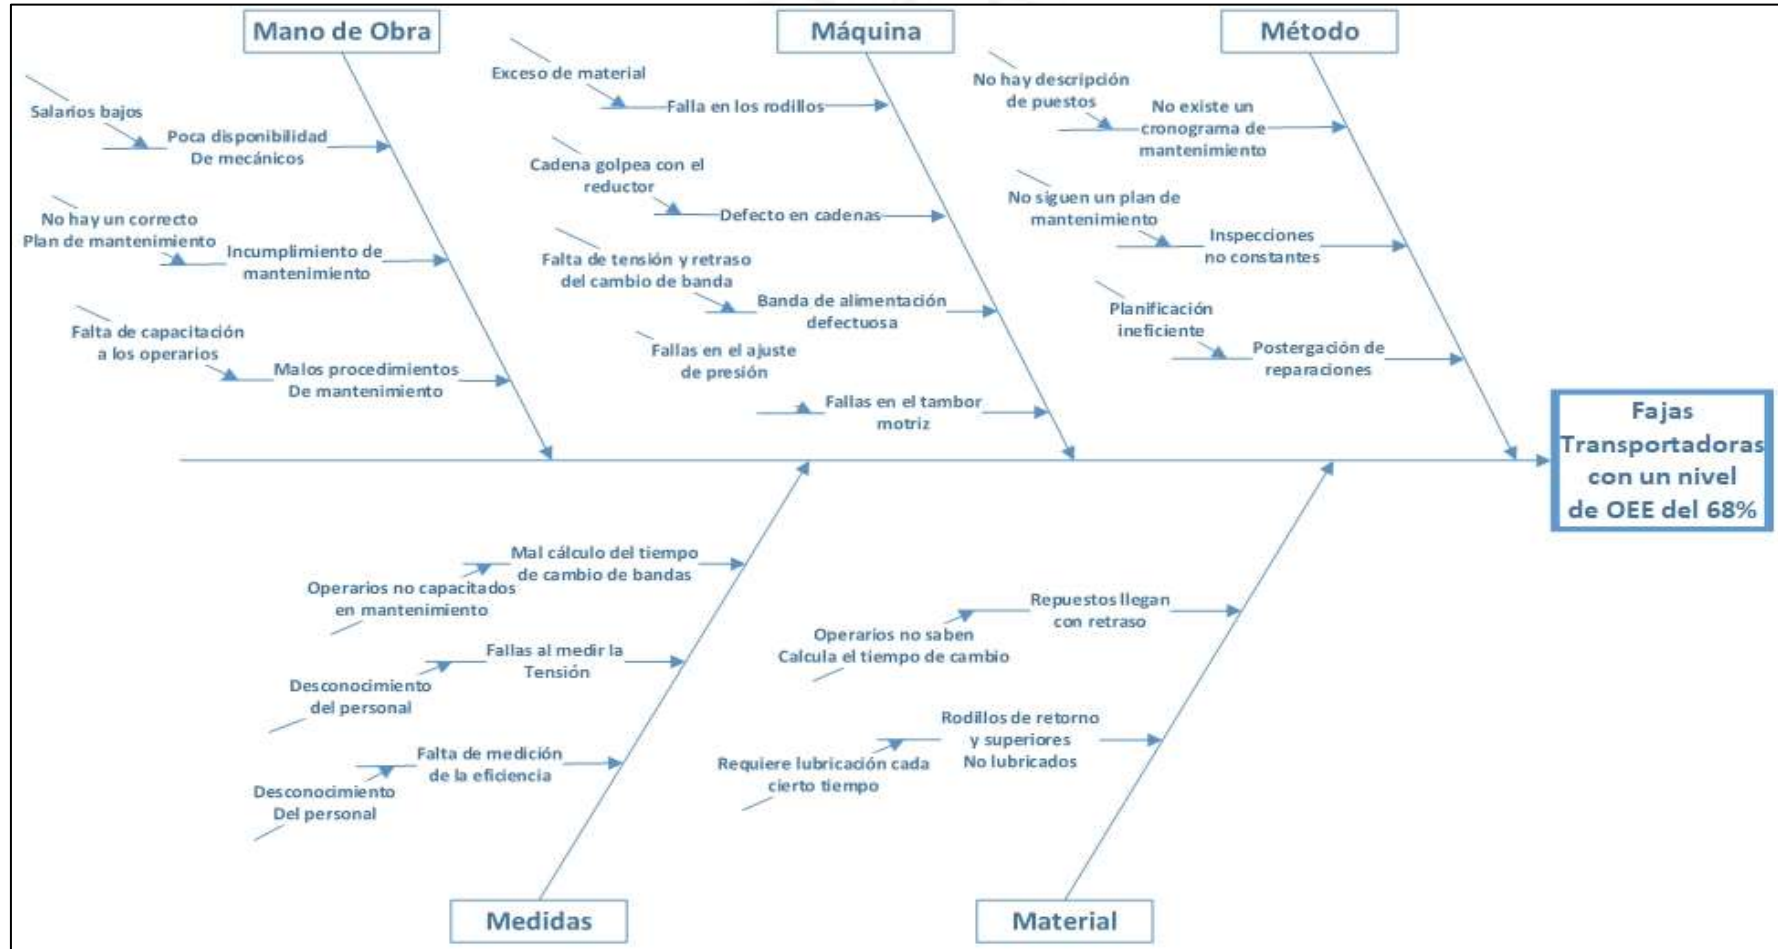 Mano de Obra
Máquina
Método
Salarios bajos
Poca disponibilidad
De mecánicos
No hay un correcto
Plan de mantenimiento
Incumplimiento de
mantenimiento
Falta de capacitación
a los operarios
Malos procedimientos
De mantenimiento
Exceso de material
Falla en los rodillos
Cadena golpea con el
reductor
Defecto en cadenas
Falta de tensión y retraso
del cambio de banda
Banda de alimentación
defectuosa
Fallas en el ajuste
de presión
Fallas en el tambor
motriz
No hay descripción
de puestos
No existe un
cronograma de
mantenimiento
No siguen un plan de
mantenimiento
Inspecciones
no constantes
Planificación
ineficiente
Postergación de
reparaciones
Fajas
Transportadoras
con un nivel
de OEE del 68%
Mal cálculo del tiempo
de cambio de bandas
Operarios no capacitados
en mantenimiento
Fallas al medir la
Tensión
Desconocimiento
del personal
Falta de medición
de la eficiencia
Desconocimiento
Del personal
Repuestos llegan
con retraso
Operarios no saben
Calcula el tiempo de cambio
Rodillos de retorno
y superiores
No lubricados
Requiere lubricación cada
cierto tiempo
Medidas
Material